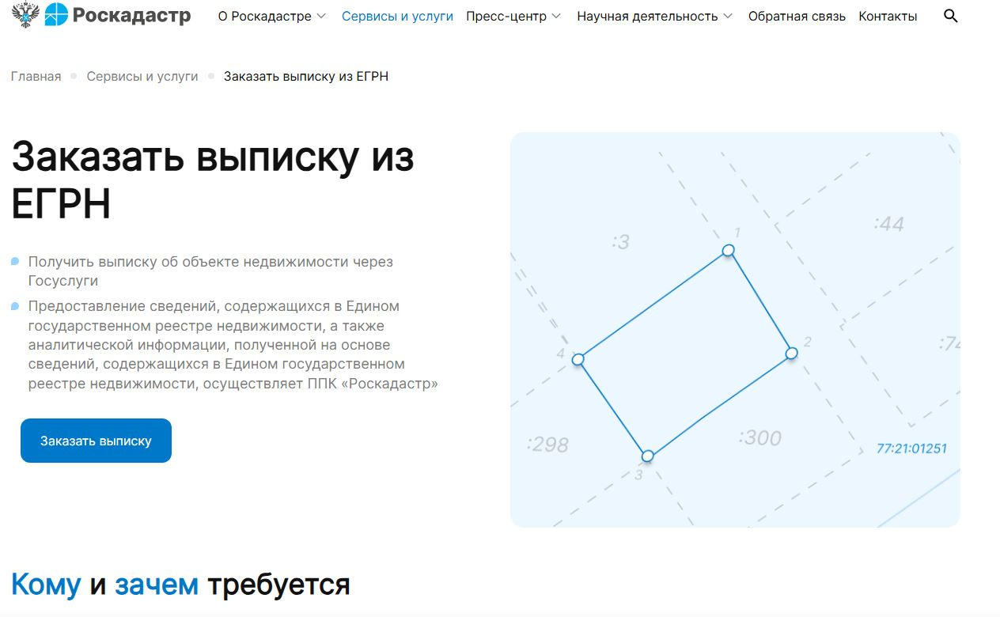 Роскадастр
О Роскадастре
Сервисы и услуги
Пресс-центр
Научная деятельность
Обратная связь
Контакты
Главная
Сервисы и услуги
Заказать выписку из ЕГРН
Заказать выписку из
ЕГРН
Получить выписку об объекте недвижимости через
Госуслуги
Предоставление сведений, содержащихся в Едином
государственном реестре недвижимости, а также
аналитической информации, полученной на основе
сведений, содержащихся в Едином государственном
реестре недвижимости, осуществляет ППК «Роскадастр»
Заказать выписку
:3
1
:44
2
:74
4
:298
:300
3
77:21:01251
Кому и зачем требуется